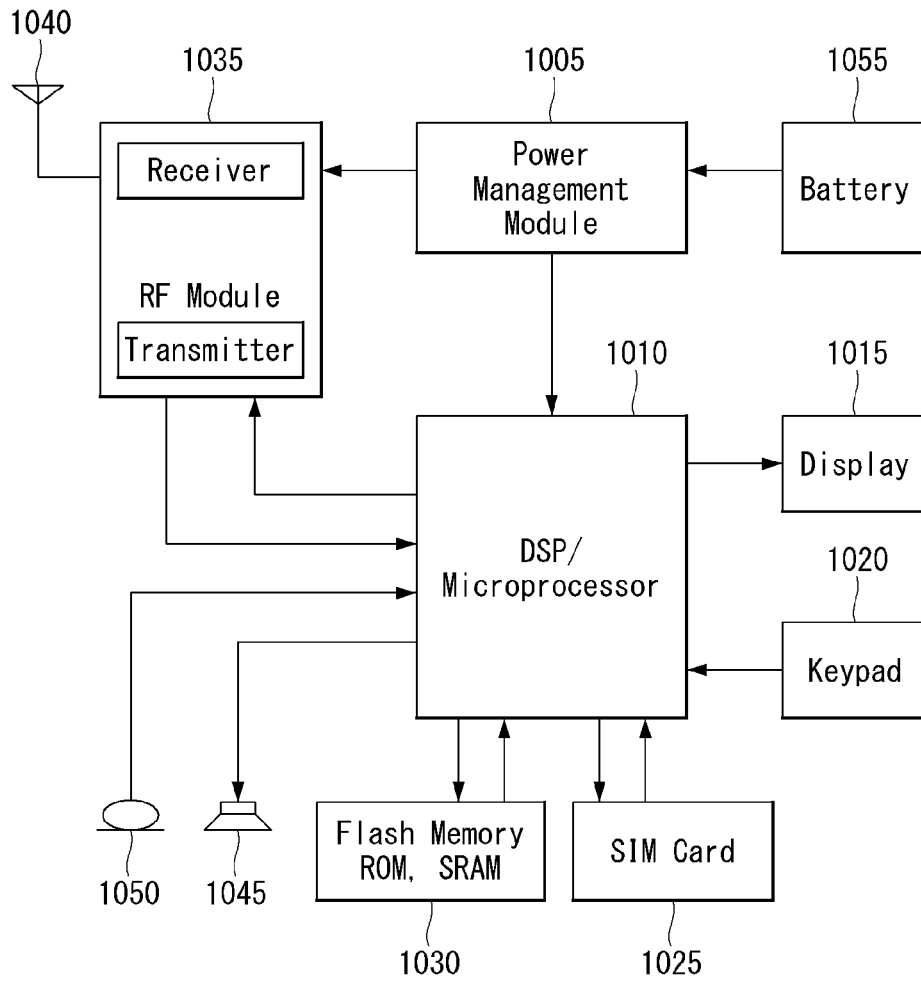 1040
1035
1005
1055
Receiver
RF Module
Transmitter
Power
Management
Module
Battery
1010
1015
DSP/
Microprocessor
Display
1020
Keypad
Flash Memory
ROM, SRAM
SIM Card
1050
1045
1030
1025